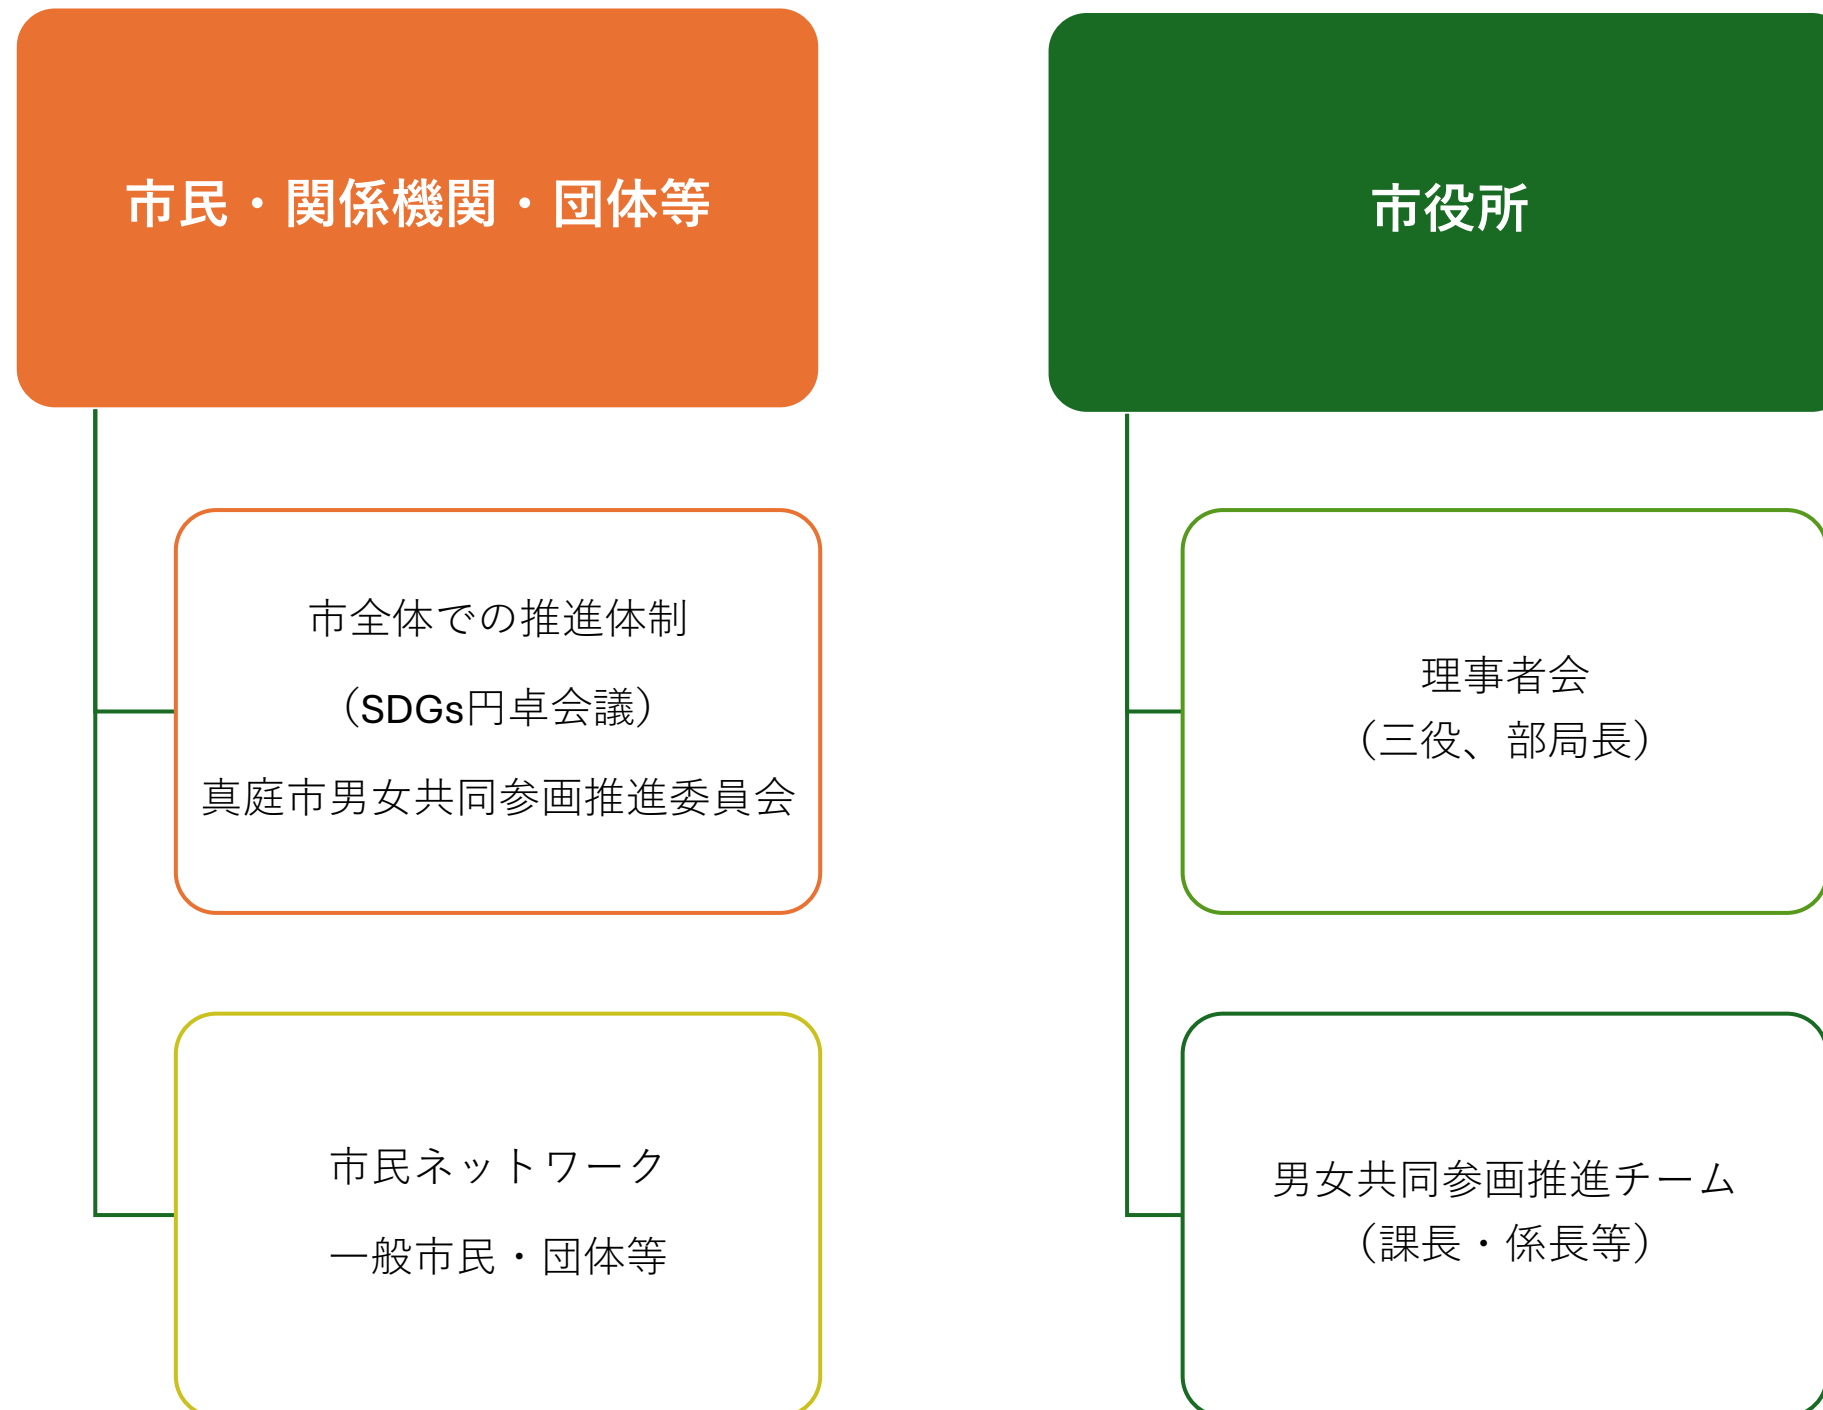 市民・関係機関・団体等
市全体での推進体制
（SDGs円卓会議）
真庭市男女共同参画推進委員会
市民ネットワーク
一般市民・団体等
市役所
理事者会
（三役、部局長）
男女共同参画推進チーム
（課長・係長等）